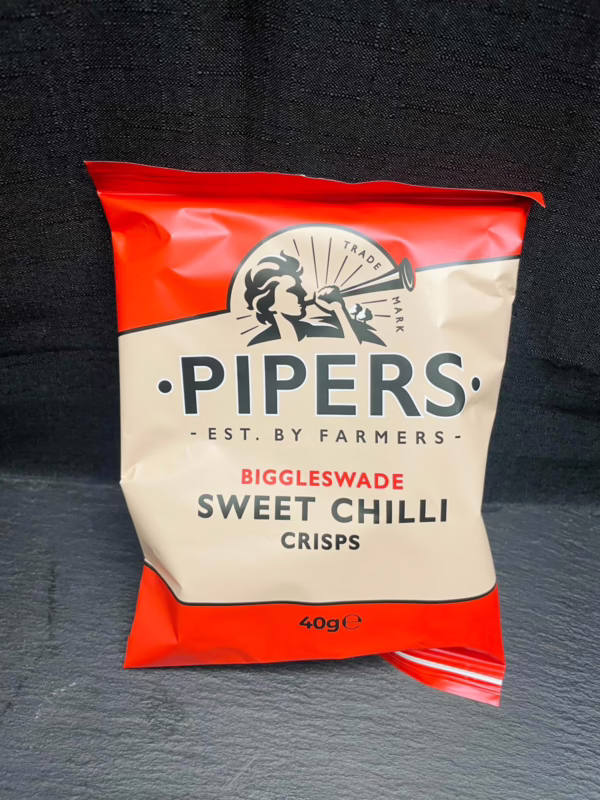 TRADE MARK
·PIPERS·
- EST. BY FARMERS -
BIGGLESWADE
SWEET CHILLI
CRISPS
40g℮